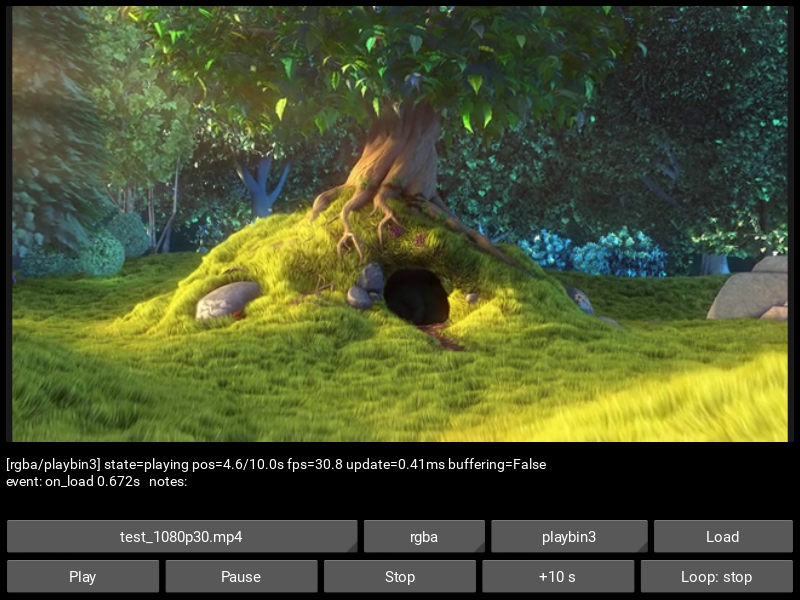 [rgba/playbin3] state=playing pos=4.6/10.0s fps=30.8 update=0.41ms buffering=False
event: on_load 0.672s   notes:
test_1080p30.mp4 rgba playbin3 Load
Play Pause Stop +10 s Loop: stop